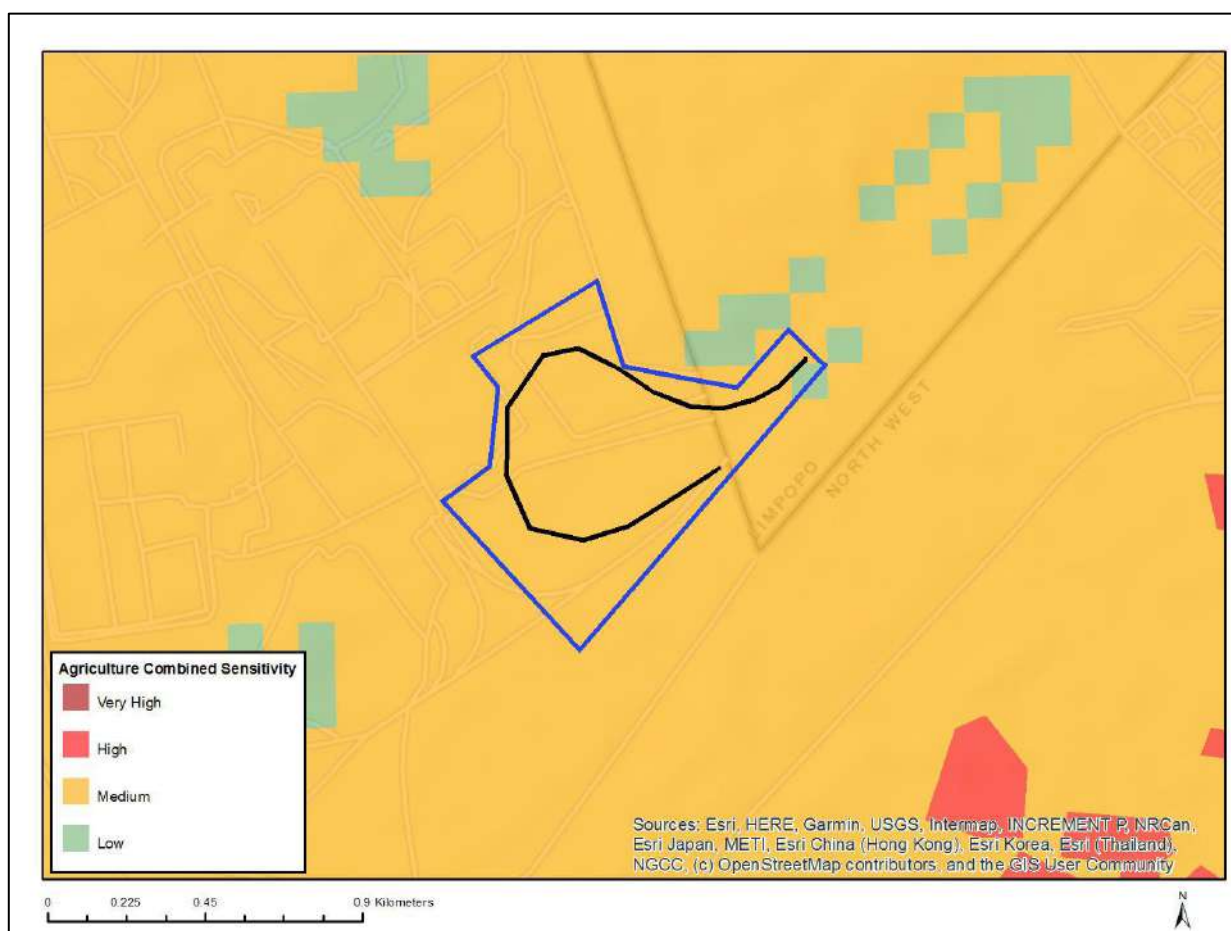 LIMPOPO
NORTH WEST
Agriculture Combined Sensitivity
Very High
High
Medium
Low
Sources: Esri, HERE, Garmin, USGS, Intermap, INCREMENT P, NRCan,
Esri Japan, METI, Esri China (Hong Kong), Esri Korea, Esri (Thailand),
NGCC, (c) OpenStreetMap contributors, and the GIS User Community
0 0.225 0.45 0.9 Kilometers
N